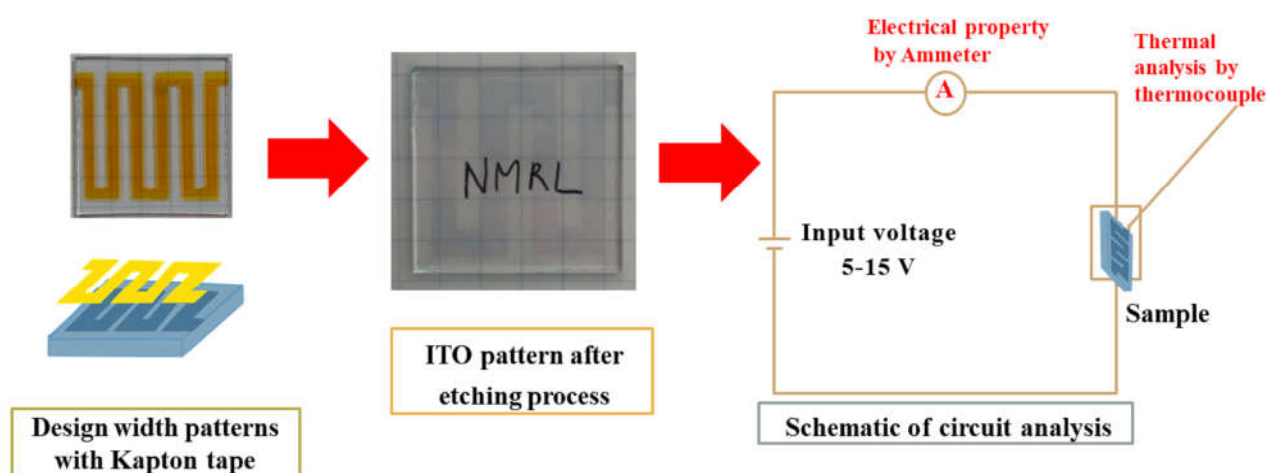 Electrical property
by Ammeter
A
Thermal
analysis by
thermocouple
NMRL
Input voltage
5-15 V
Sample
ITO pattern after
etching process
Design width patterns
with Kapton tape
Schematic of circuit analysis